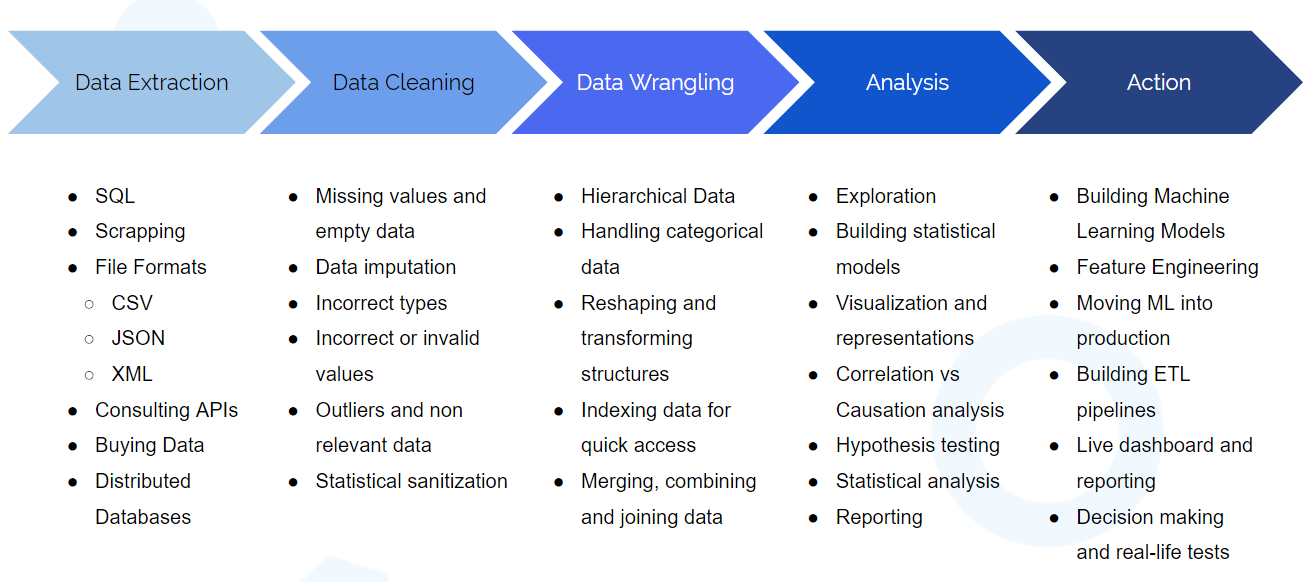 Data Extraction
Data Cleaning
Data Wrangling
Analysis
Action
● SQL
● Scrapping
● File Formats
○ CSV
○ JSON
○ XML
● Consulting APIs
● Buying Data
● Distributed
Databases
● Missing values and
empty data
● Data imputation
● Incorrect types
● Incorrect or invalid
values
● Outliers and non
relevant data
● Statistical sanitization
● Hierarchical Data
● Handling categorical
data
● Reshaping and
transforming
structures
● Indexing data for
quick access
● Merging, combining
and joining data
● Exploration
● Building statistical
models
● Visualization and
representations
● Correlation vs
Causation analysis
● Hypothesis testing
● Statistical analysis
● Reporting
● Building Machine
Learning Models
● Feature Engineering
● Moving ML into
production
● Building ETL
pipelines
● Live dashboard and
reporting
● Decision making
and real-life tests